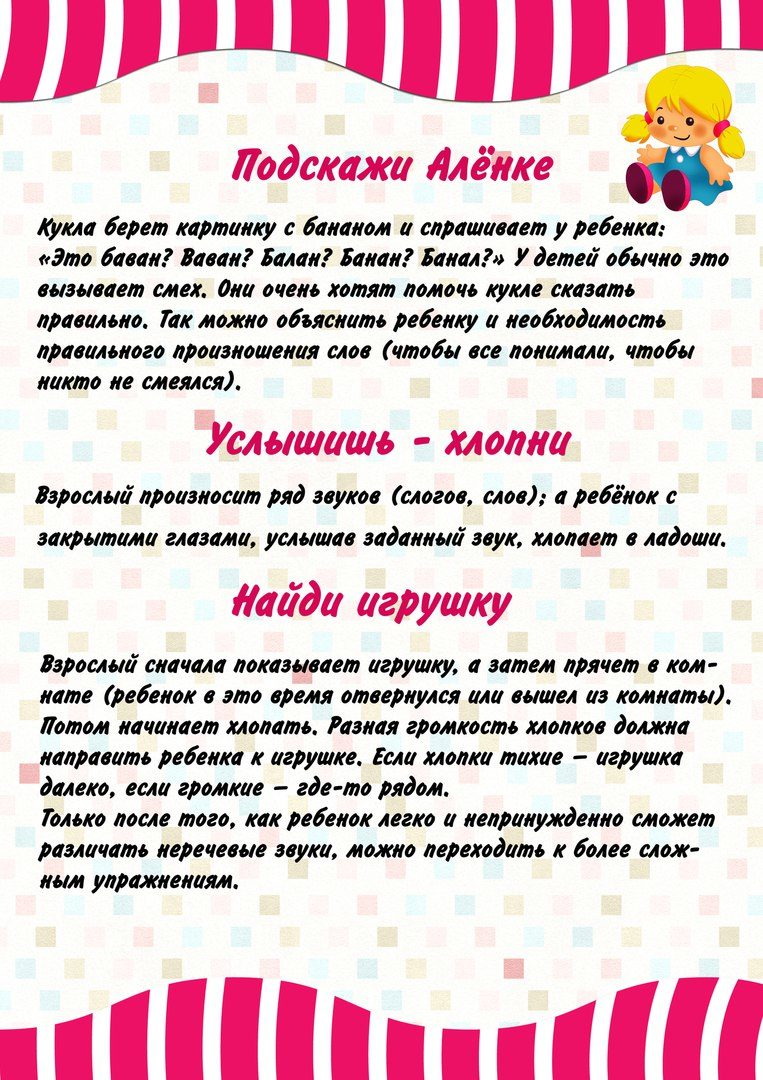 Подскажи Алёнке
Кукла берет картинку с бананом и спрашивает у ребенка:
«Это баван? Ваван? Балан? Банан? Банал?» У детей обычно это
вызывает смех. Они очень хотят помочь кукле сказать
правильно. Так можно объяснить ребенку и необходимость
правильного произношения слов (чтобы все понимали, чтобы
никто не смеялся).
Услышишь - хлопни
Взрослый произносит ряд звуков (слогов, слов); а ребёнок с
закрытими глазами, услышав заданный звук, хлопает в ладоши.
Найди игрушку
Взрослый сначала показывает игрушку, а затем прячет в ком-
нате (ребенок в это время отвернулся или вышел из комнаты).
Потом начинает хлопать. Разная громкость хлопков должна
направить ребенка к игрушке. Если хлопки тихие – игрушка
далеко, если громкие – где-то рядом.
Только после того, как ребенок легко и непринужденно сможет
различать неречевые звуки, можно переходить к более слож-
ным упражнениям.